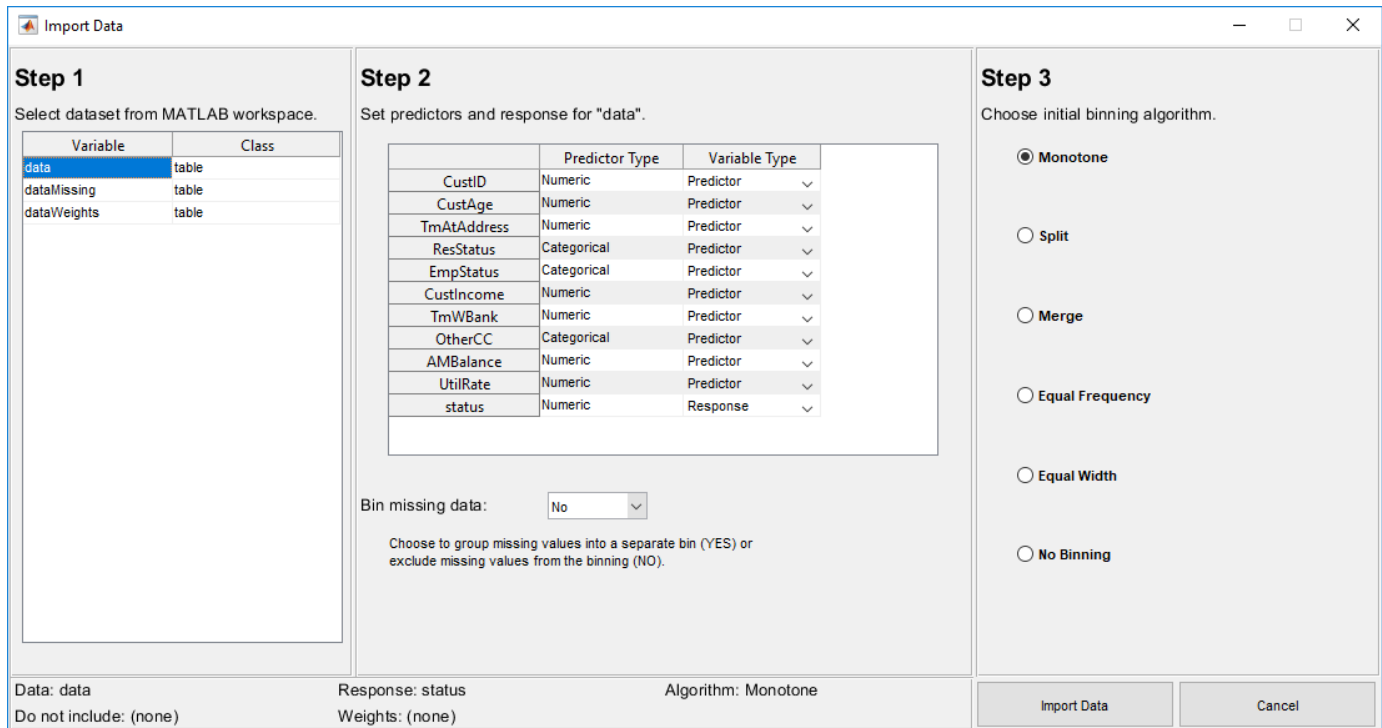 Import Data
Step 1
Select dataset from MATLAB workspace.
Variable Class
data table
dataMissing table
dataWeights table
Step 2
Set predictors and response for "data".
Predictor Type Variable Type
CustID Numeric Predictor
CustAge Numeric Predictor
TmAtAddress Numeric Predictor
ResStatus Categorical Predictor
EmpStatus Categorical Predictor
CustIncome Numeric Predictor
TmWBank Numeric Predictor
OtherCC Categorical Predictor
AMBalance Numeric Predictor
UtilRate Numeric Predictor
status Numeric Response
Bin missing data: No
Choose to group missing values into a separate bin (YES) or
exclude missing values from the binning (NO).
Step 3
Choose initial binning algorithm.
Monotone
Split
Merge
Equal Frequency
Equal Width
No Binning
Data: data Response: status Algorithm: Monotone
Do not include: (none) Weights: (none)
Import Data Cancel